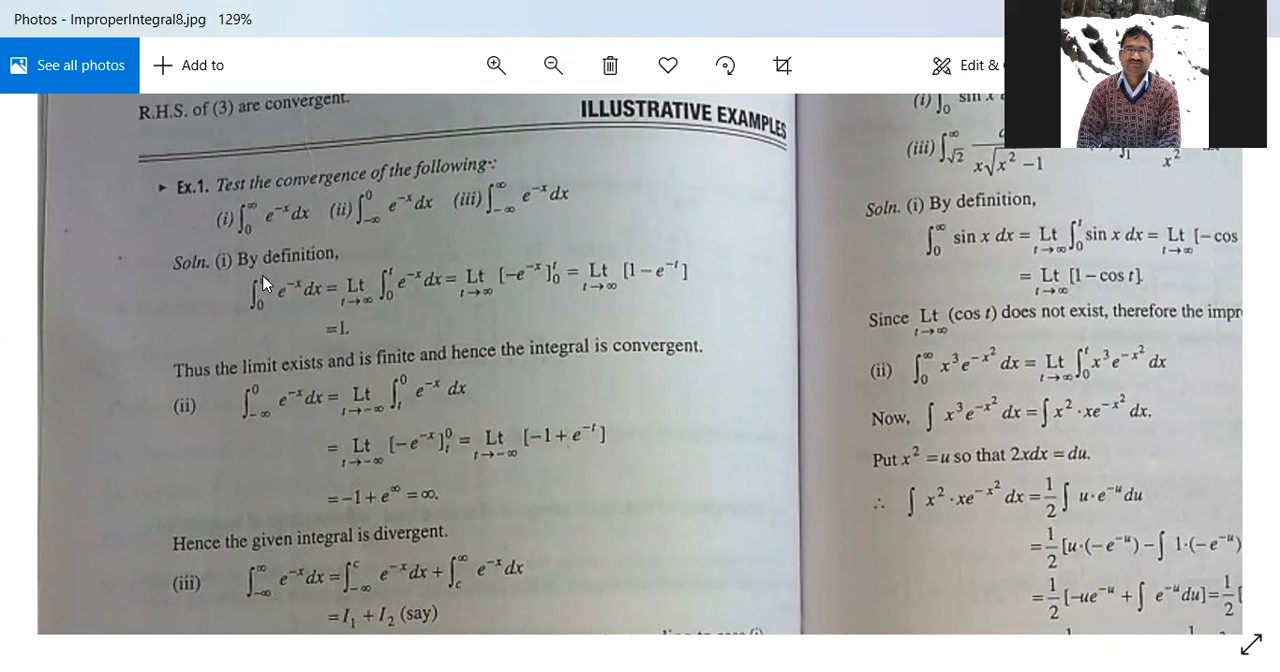 Photos - ImproperIntegral8.jpg   129%
See all photos
Add to
Edit &
R.H.S. of (3) are convergent.
ILLUSTRATIVE EXAMPLES
▸ Ex.1. Test the convergence of the following:
(i) ∫₀^∞ e^{-x} dx   (ii) ∫_{-∞}^0 e^{-x} dx   (iii) ∫_{-∞}^∞ e^{-x} dx
Soln. (i) By definition,
∫₀^∞ e^{-x} dx = Lt_{t→∞} ∫₀^t e^{-x} dx = Lt_{t→∞} [-e^{-x}]₀^t = Lt_{t→∞} [1 - e^{-t}]
= 1.
Thus the limit exists and is finite and hence the integral is convergent.
(ii) ∫_{-∞}^0 e^{-x} dx = Lt_{t→-∞} ∫_t^0 e^{-x} dx
= Lt_{t→-∞} [-e^{-x}]_t^0 = Lt_{t→-∞} [-1 + e^{-t}]
= -1 + e^∞ = ∞.
Hence the given integral is divergent.
(iii) ∫_{-∞}^∞ e^{-x} dx = ∫_{-∞}^c e^{-x} dx + ∫_c^∞ e^{-x} dx
= I₁ + I₂ (say)
(i) ∫₀ sin x
(iii) ∫_{√2}^∞ / x√x² - 1
x²
Soln. (i) By definition,
∫₀^∞ sin x dx = Lt_{t→∞} ∫₀^t sin x dx = Lt_{t→∞} [-cos
= Lt_{t→∞} [1 - cos t].
Since Lt_{t→∞} (cos t) does not exist, therefore the impr
(ii) ∫₀^∞ x³e^{-x²} dx = Lt_{t→∞} ∫₀^t x³e^{-x²} dx
Now, ∫ x³e^{-x²} dx = ∫ x² · xe^{-x²} dx.
Put x² = u so that 2xdx = du.
∴ ∫ x² · xe^{-x²} dx = 1/2 ∫ u·e^{-u} du
= 1/2 [u·(-e^{-u}) - ∫ 1·(-e^{-u})
= 1/2 [-ue^{-u} + ∫ e^{-u} du] = 1/2 [